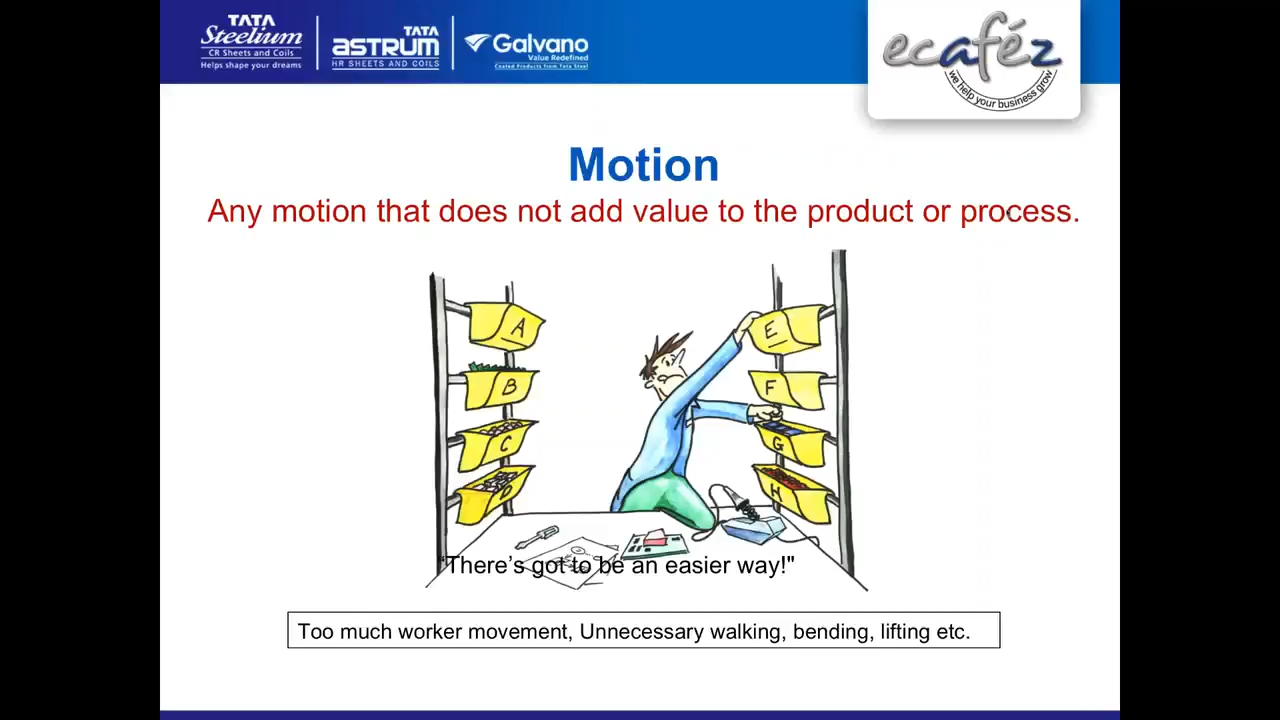 TATA
Steelium
CR Sheets and Coils
Helps shape your dreams
TATA
ASTRUM
HR SHEETS AND COILS
Galvano
Value Redefined
Coated Products from Tata Steel
ecaféz
we help your business grow
Motion
Any motion that does not add value to the product or process.
A
B
C
D
E
F
G
H
“There’s got to be an easier way!"
Too much worker movement, Unnecessary walking, bending, lifting etc.